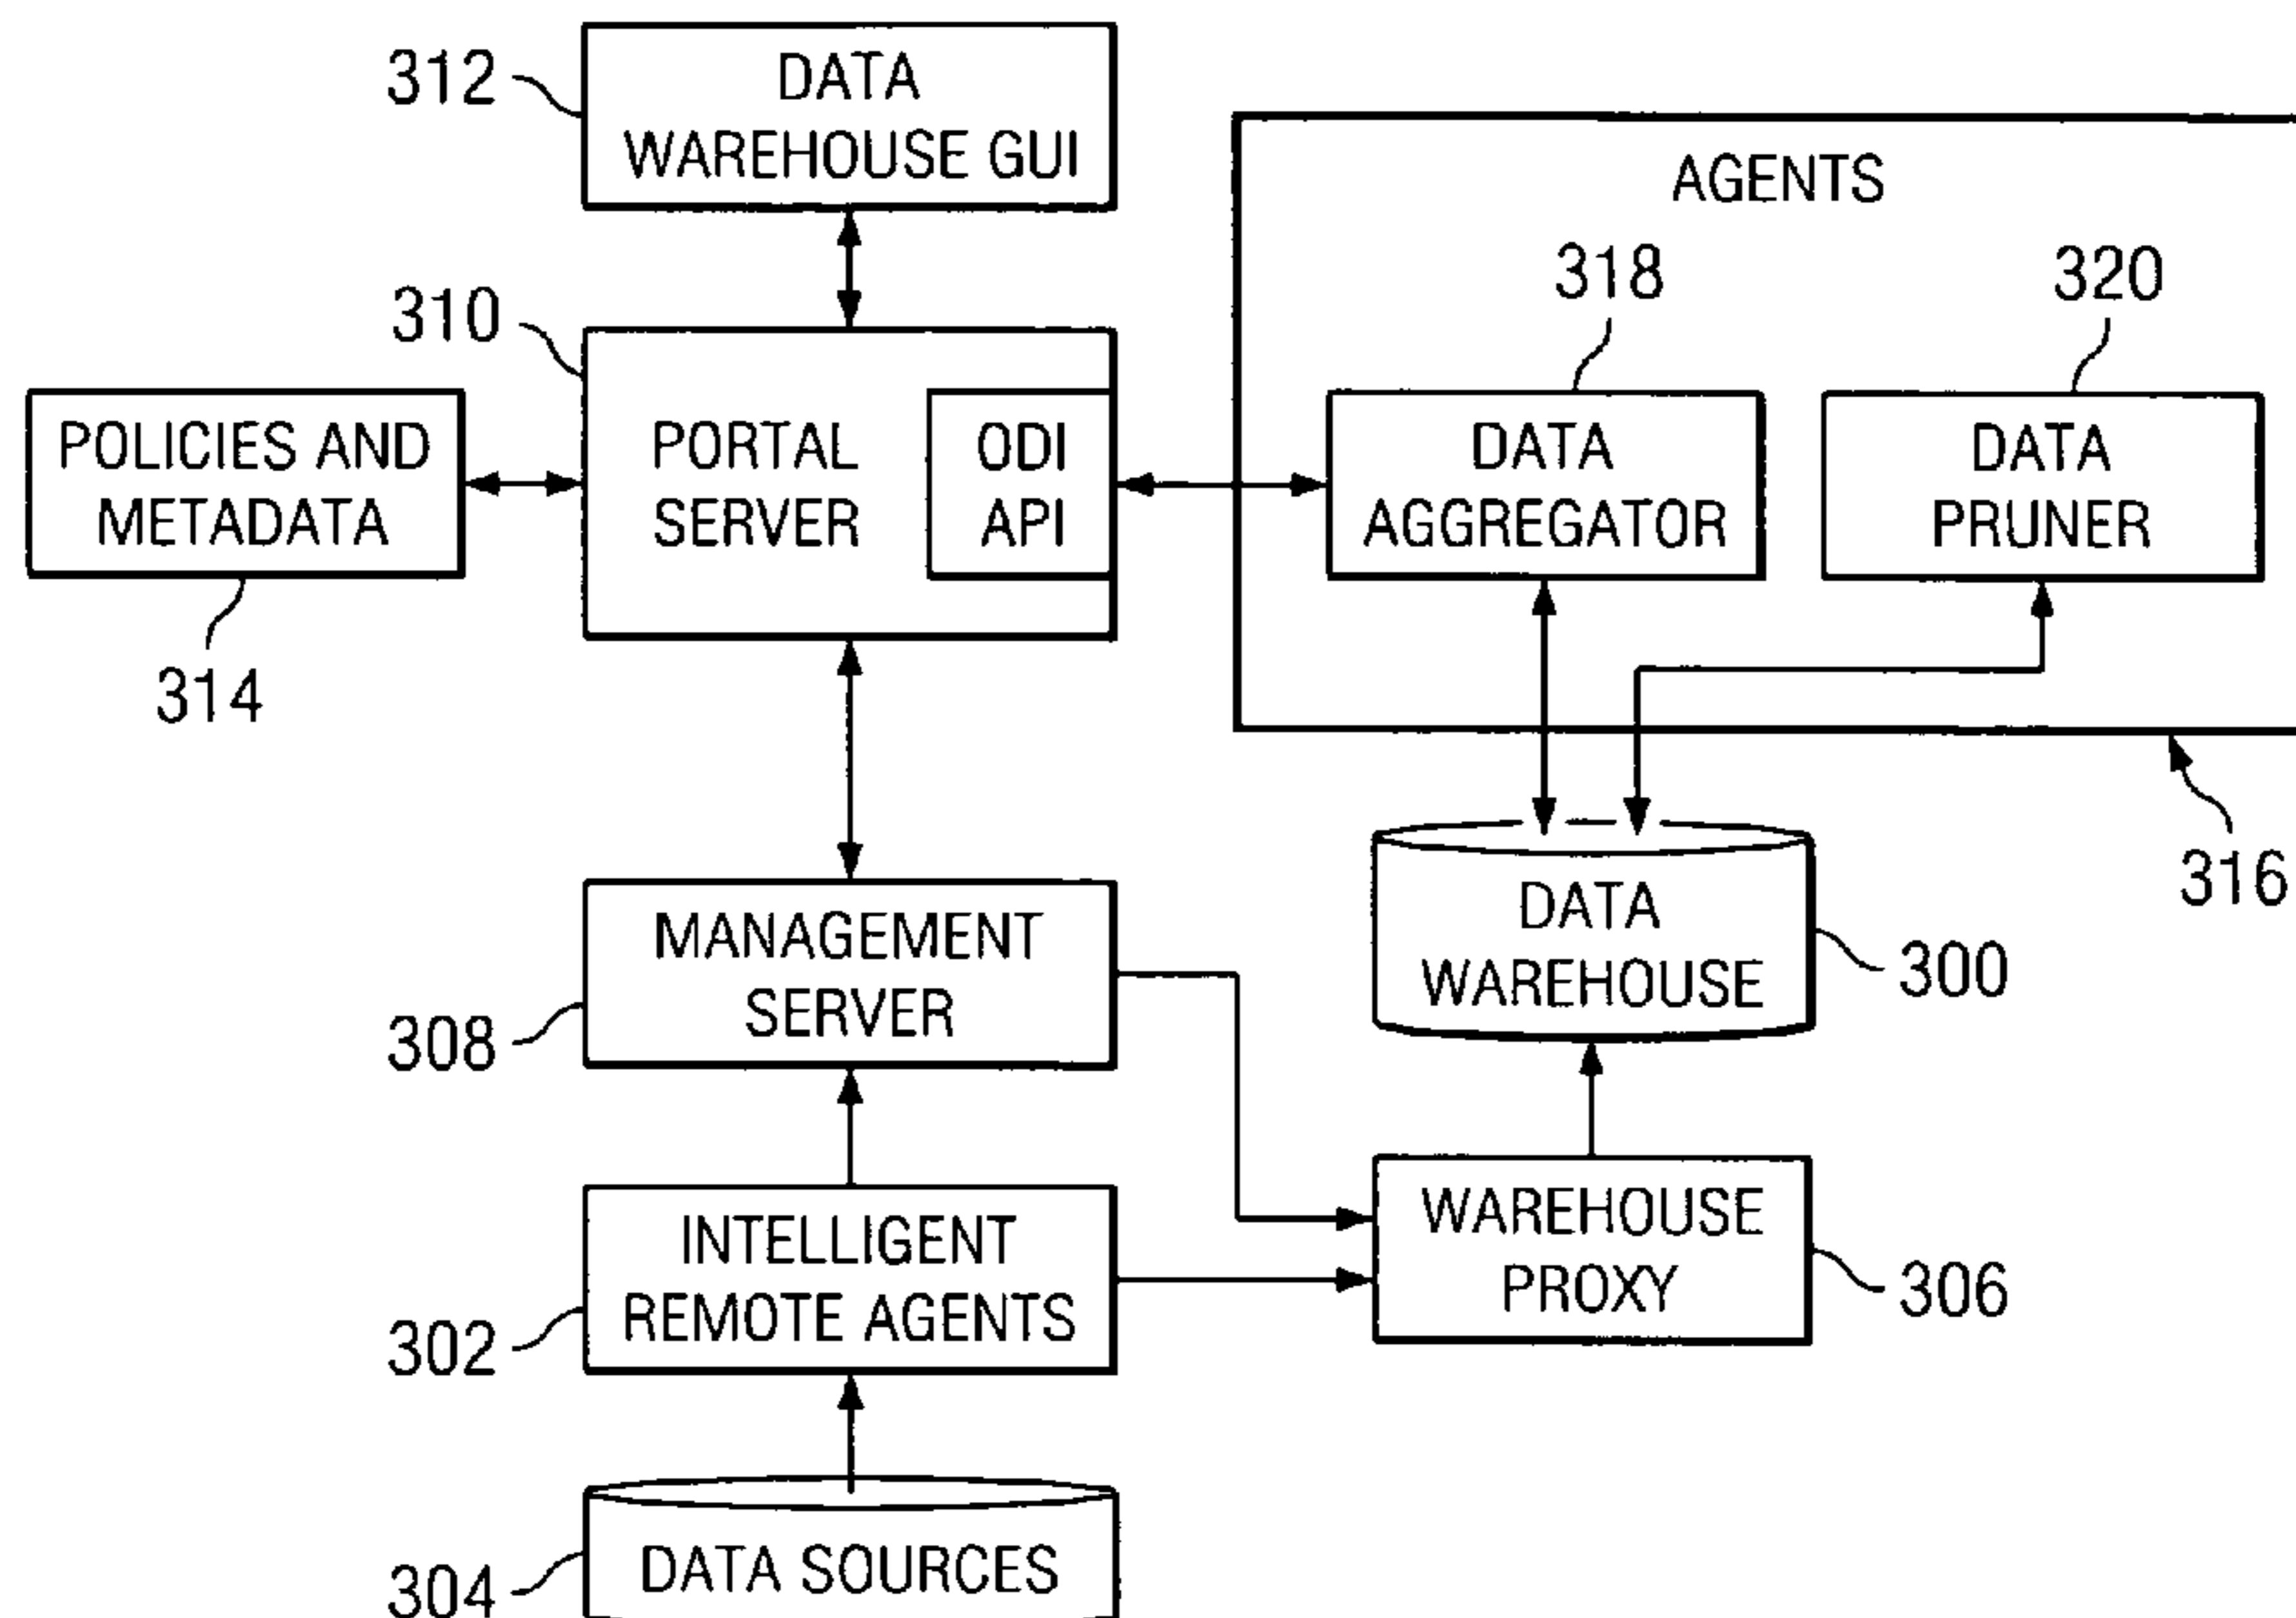 312
DATA
WAREHOUSE GUI
AGENTS
318
320
310
POLICIES AND
METADATA
PORTAL
SERVER
ODI
API
DATA
AGGREGATOR
DATA
PRUNER
314
316
MANAGEMENT
SERVER
308
DATA
WAREHOUSE
300
INTELLIGENT
REMOTE AGENTS
302
WAREHOUSE
PROXY
306
DATA SOURCES
304